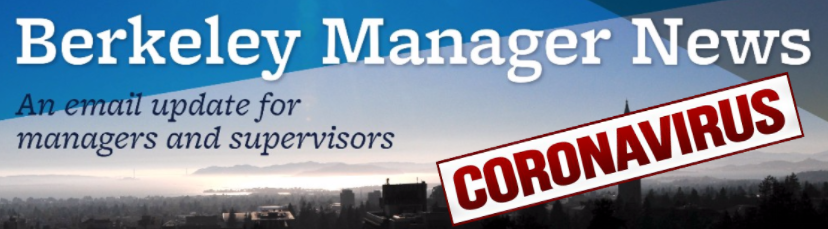 Berkeley Manager News
An email update for
managers and supervisors
CORONAVIRUS